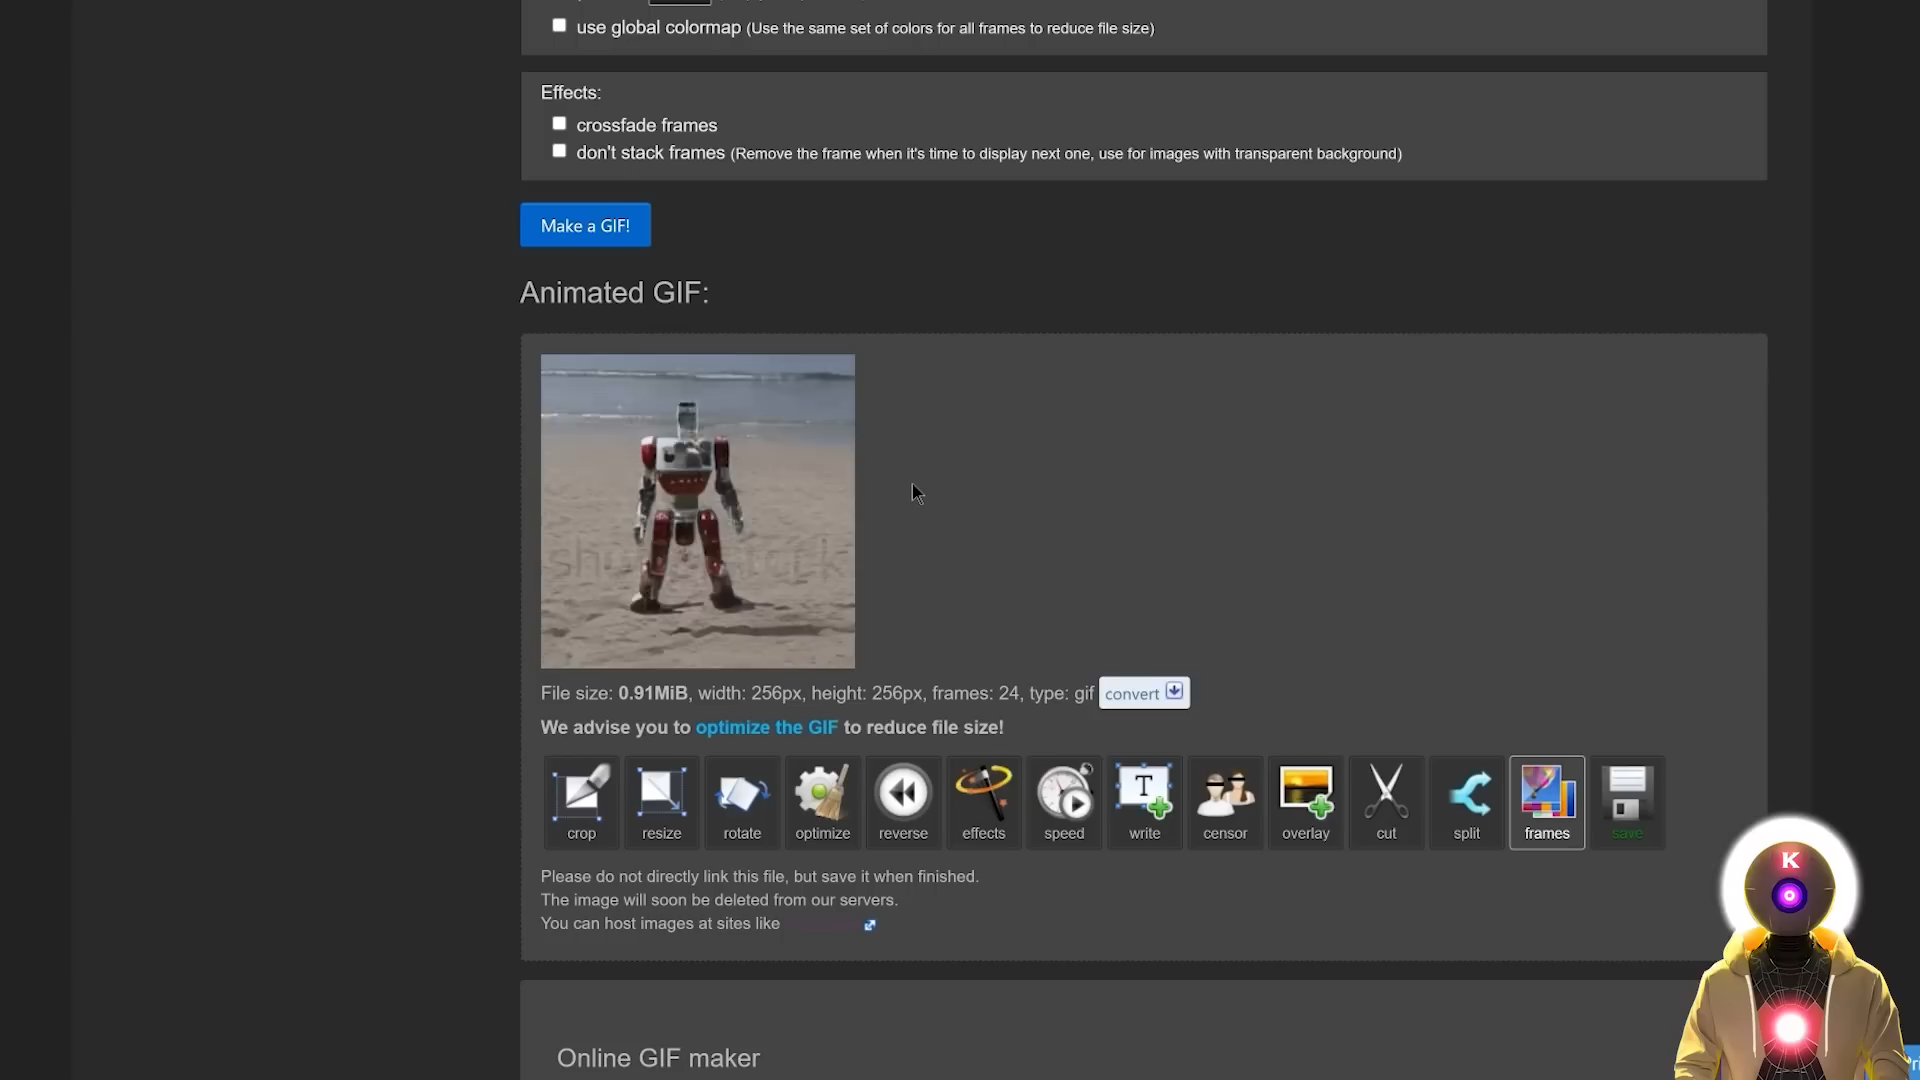 use global colormap (Use the same set of colors for all frames to reduce file size)
Effects:
crossfade frames
don't stack frames (Remove the frame when it's time to display next one, use for images with transparent background)
Make a GIF!
Animated GIF:
File size: 0.91MiB, width: 256px, height: 256px, frames: 24, type: gif convert
We advise you to optimize the GIF to reduce file size!
crop resize rotate optimize reverse effects speed write censor overlay cut split frames save
Please do not directly link this file, but save it when finished.
The image will soon be deleted from our servers.
You can host images at sites like
K
Online GIF maker